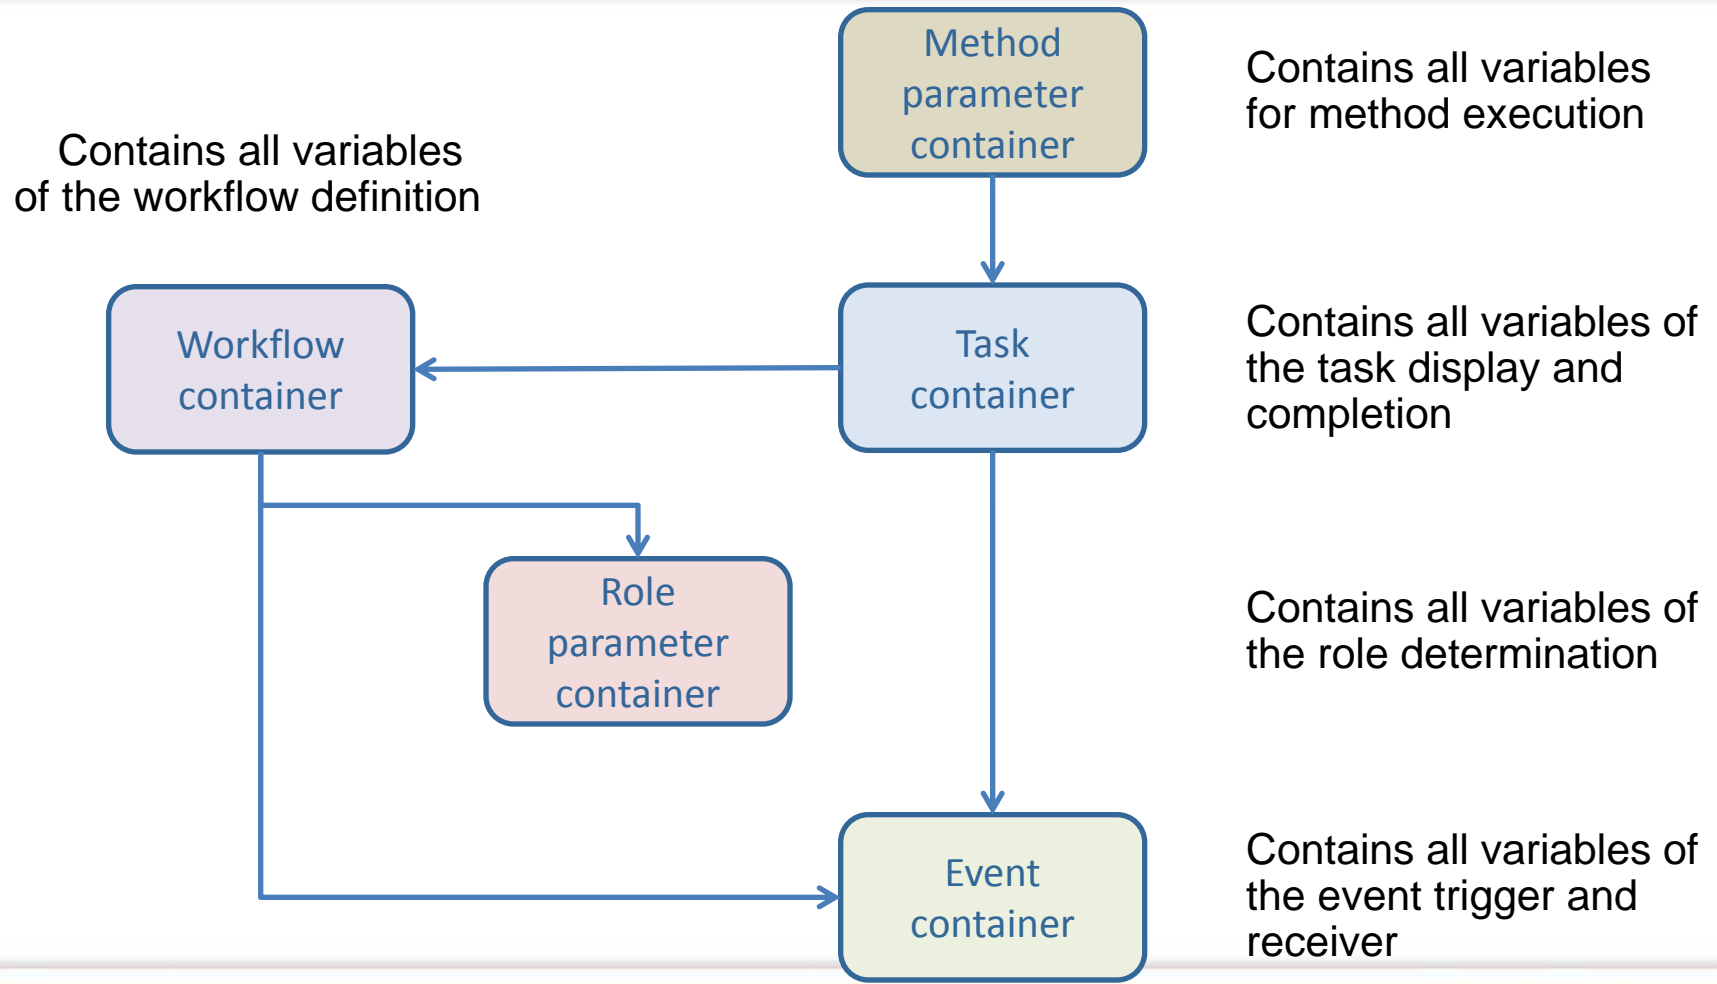 Method
parameter
container
Contains all variables
for method execution
Contains all variables
of the workflow definition
Workflow
container
Task
container
Contains all variables of
the task display and
completion
Role
parameter
container
Contains all variables of
the role determination
Event
container
Contains all variables of
the event trigger and
receiver